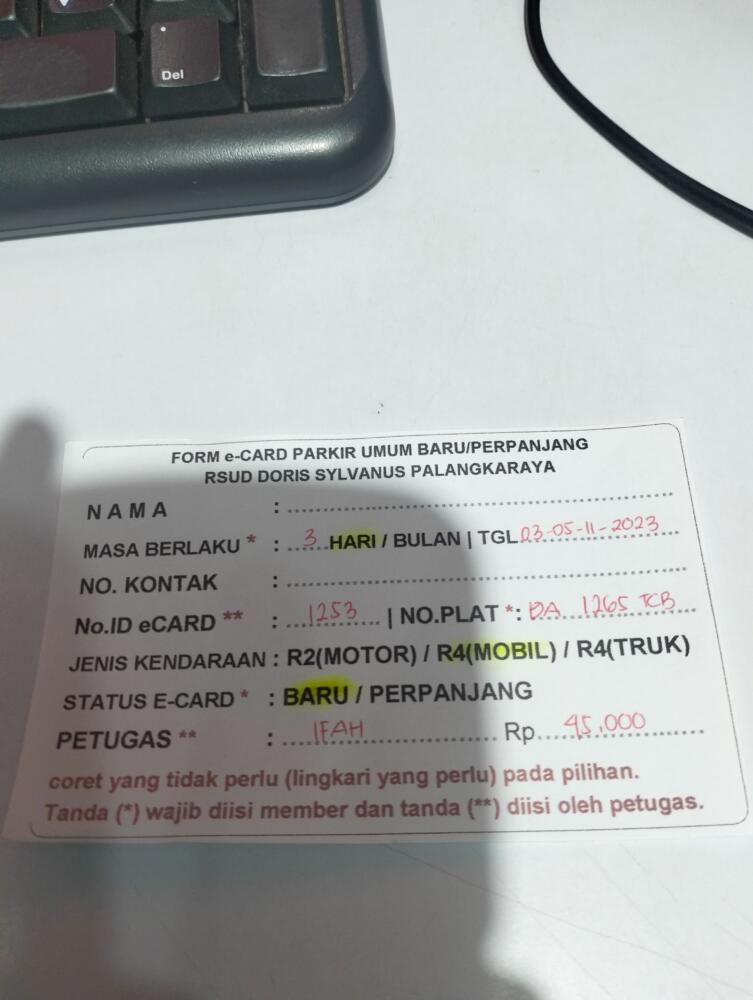 Del
FORM e-CARD PARKIR UMUM BARU/PERPANJANG
RSUD DORIS SYLVANUS PALANGKARAYA
NAMA :
MASA BERLAKU * : 3 HARI / BULAN | TGL 03-05-11-2023
NO. KONTAK :
No.ID eCARD ** : 1253 | NO.PLAT *: DA 1265 TCB
JENIS KENDARAAN : R2(MOTOR) / R4(MOBIL) / R4(TRUK)
STATUS E-CARD * : BARU / PERPANJANG
PETUGAS ** : IFAH Rp 45.000
coret yang tidak perlu (lingkari yang perlu) pada pilihan.
Tanda (*) wajib diisi member dan tanda (**) diisi oleh petugas.